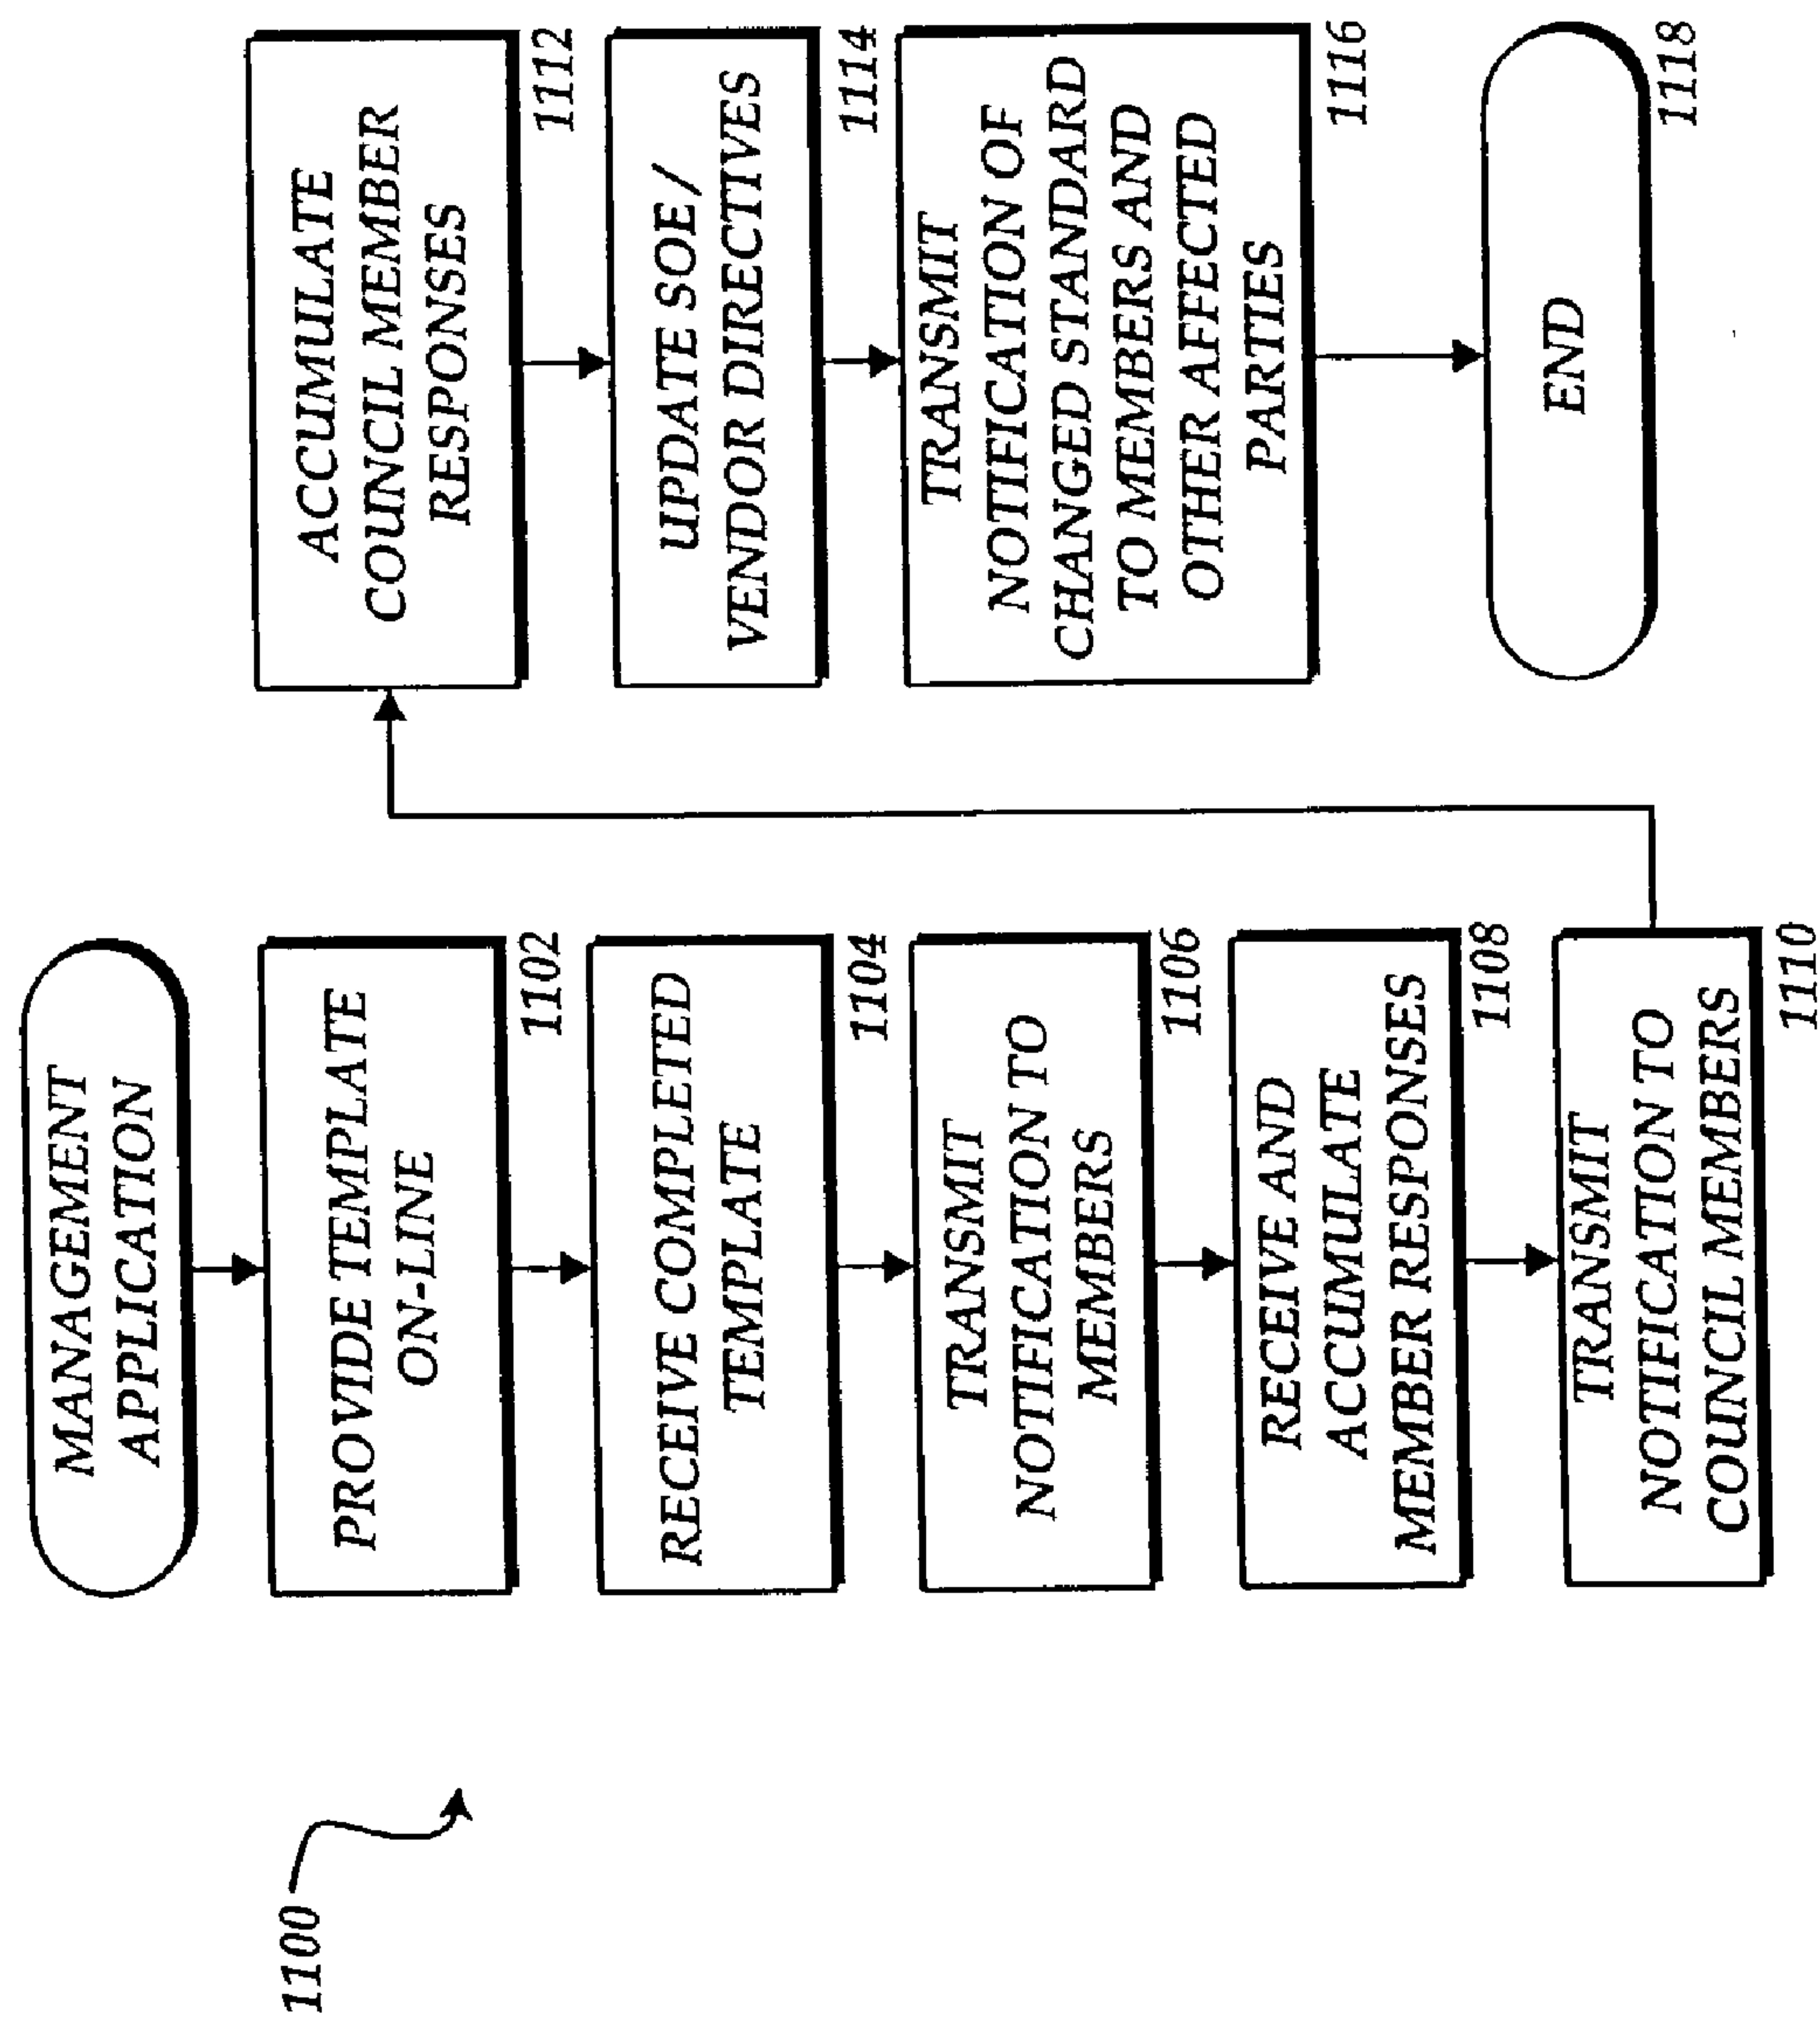 1100
MANAGEMENT
APPLICATION
PROVIDE TEMPLATE
ON-LINE
1102
RECEIVE COMPLETED
TEMPLATE
1104
TRANSMIT
NOTIFICATION TO
MEMBERS
1106
RECEIVE AND
ACCUMULATE
MEMBER RESPONSES
1108
TRANSMIT
NOTIFICATION TO
COUNCIL MEMBERS
1110
ACCUMULATE
COUNCIL MEMBER
RESPONSES
1112
UPDATE SOE /
VENDOR DIRECTIVES
1114
TRANSMIT
NOTIFICATION OF
CHANGED STANDARD
TO MEMBERS AND
OTHER AFFECTED
PARTIES
1116
END
1118